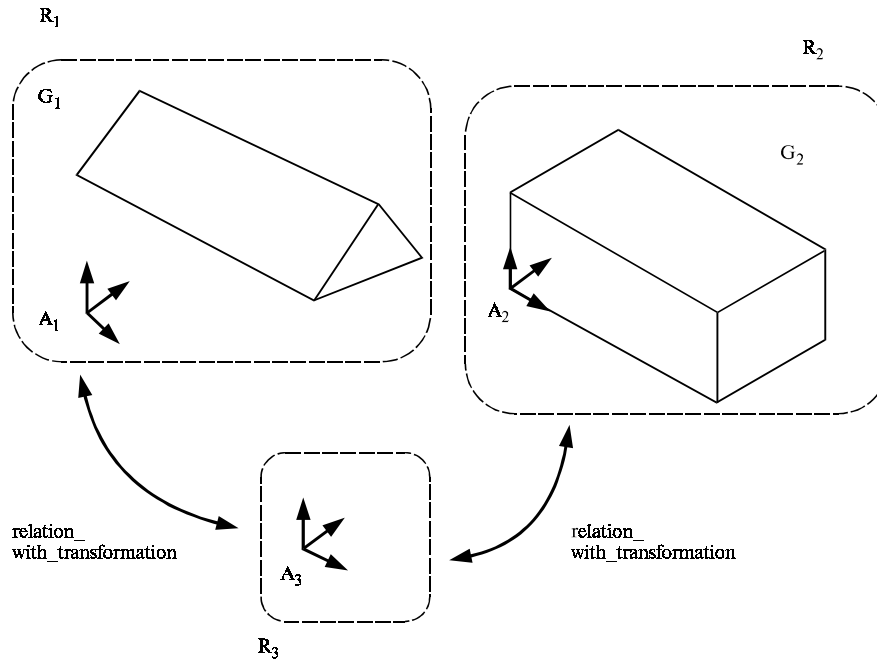 R1
R2
G1
G2
A1
A2
relation_
with_transformation
relation_
with_transformation
A3
R3